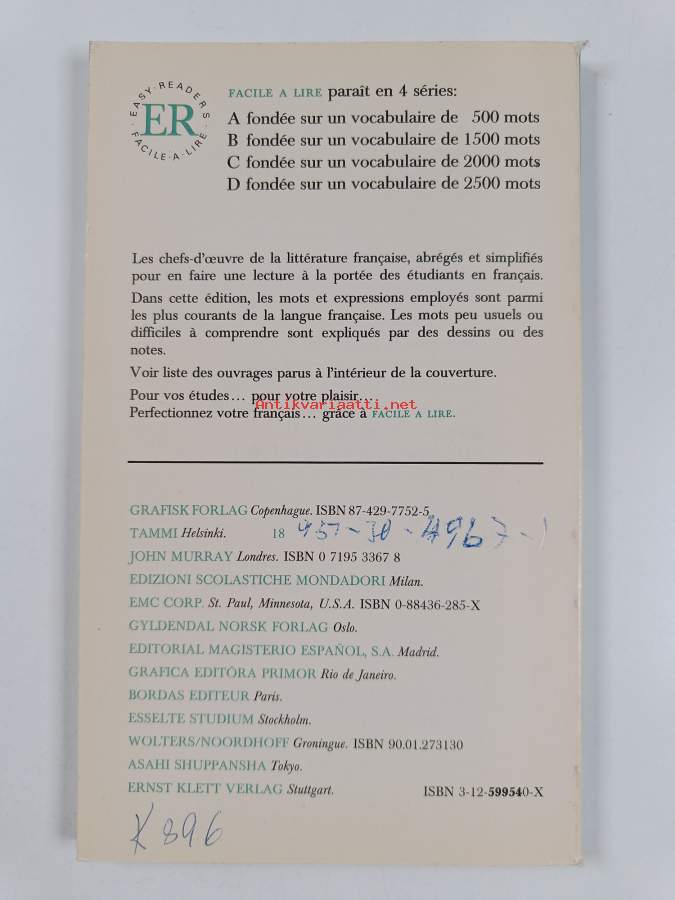 EASY·READERS
ER
FACILE·A·LIRE
FACILE A LIRE paraît en 4 séries:
A fondée sur un vocabulaire de 500 mots
B fondée sur un vocabulaire de 1500 mots
C fondée sur un vocabulaire de 2000 mots
D fondée sur un vocabulaire de 2500 mots
Les chefs-d'œuvre de la littérature française, abrégés et simplifiés
pour en faire une lecture à la portée des étudiants en français.
Dans cette édition, les mots et expressions employés sont parmi
les plus courants de la langue française. Les mots peu usuels ou
difficiles à comprendre sont expliqués par des dessins ou des
notes.
Voir liste des ouvrages parus à l'intérieur de la couverture.
Pour vos études... pour votre plaisir...
Antikvariaatti.net
Perfectionnez votre français... grâce à FACILE A LIRE.
GRAFISK FORLAG Copenhague. ISBN 87-429-7752-5
TAMMI Helsinki. 18 951-30-4967-1
JOHN MURRAY Londres. ISBN 0 7195 3367 8
EDIZIONI SCOLASTICHE MONDADORI Milan.
EMC CORP. St. Paul, Minnesota, U.S.A. ISBN 0-88436-285-X
GYLDENDAL NORSK FORLAG Oslo.
EDITORIAL MAGISTERIO ESPAÑOL, S.A. Madrid.
GRAFICA EDITÔRA PRIMOR Rio de Janeiro.
BORDAS EDITEUR Paris.
ESSELTE STUDIUM Stockholm.
WOLTERS/NOORDHOFF Groningue. ISBN 90.01.273130
ASAHI SHUPPANSHA Tokyo.
ERNST KLETT VERLAG Stuttgart. ISBN 3-12-599540-X
K 896